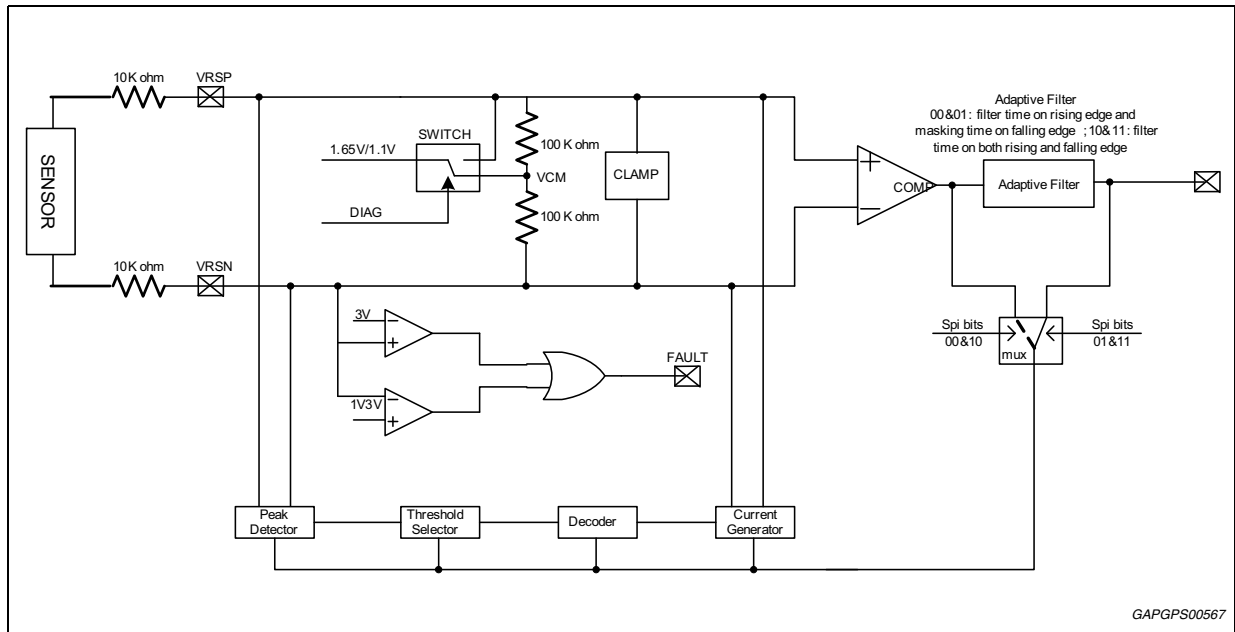 10K ohm
VRSP
SENSOR
1.65V/1.1V
SWITCH
DIAG
100 K ohm
VCM
100 K ohm
CLAMP
+
−
COMP
Adaptive Filter
00&01: filter time on rising edge and
masking time on falling edge ; 10&11: filter
time on both rising and falling edge
Adaptive Filter
10K ohm
VRSN
3V
−
+
1V3V
−
+
FAULT
Spi bits
00&10
mux
Spi bits
01&11
Peak
Detector
Threshold
Selector
Decoder
Current
Generator
GAPGPS00567